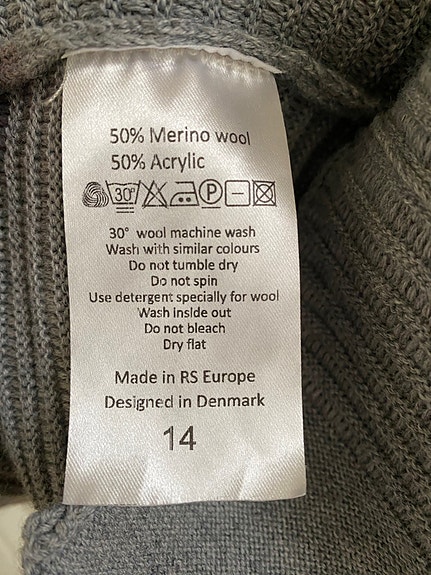 50% Merino wool
50% Acrylic
30° P
30° wool machine wash
Wash with similar colours
Do not tumble dry
Do not spin
Use detergent specially for wool
Wash inside out
Do not bleach
Dry flat
Made in RS Europe
Designed in Denmark
14